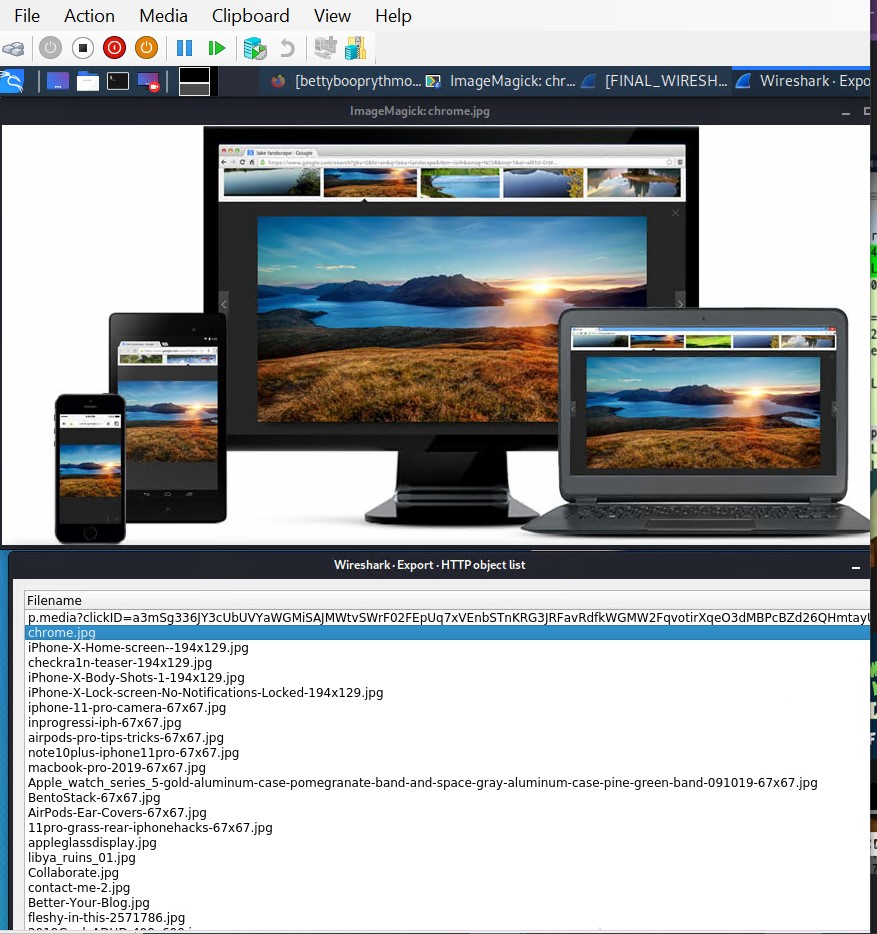 File Action Media Clipboard View Help
[bettybooprythmo... ImageMagick: chr... [FINAL_WIRESH... Wireshark · Expo
ImageMagick: chrome.jpg
lake landscape - Google
Wireshark · Export · HTTP object list
Filename
chrome.jpg
iPhone-X-Home-screen--194x129.jpg
checkra1n-teaser-194x129.jpg
iPhone-X-Body-Shots-1-194x129.jpg
iPhone-X-Lock-screen-No-Notifications-Locked-194x129.jpg
iphone-11-pro-camera-67x67.jpg
inprogressi-iph-67x67.jpg
airpods-pro-tips-tricks-67x67.jpg
note10plus-iphone11pro-67x67.jpg
macbook-pro-2019-67x67.jpg
Apple_watch_series_5-gold-aluminum-case-pomegranate-band-and-space-gray-aluminum-case-pine-green-band-091019-67x67.jpg
BentoStack-67x67.jpg
AirPods-Ear-Covers-67x67.jpg
11pro-grass-rear-iphonehacks-67x67.jpg
appleglassdisplay.jpg
libya_ruins_01.jpg
Collaborate.jpg
contact-me-2.jpg
Better-Your-Blog.jpg
fleshy-in-this-2571786.jpg